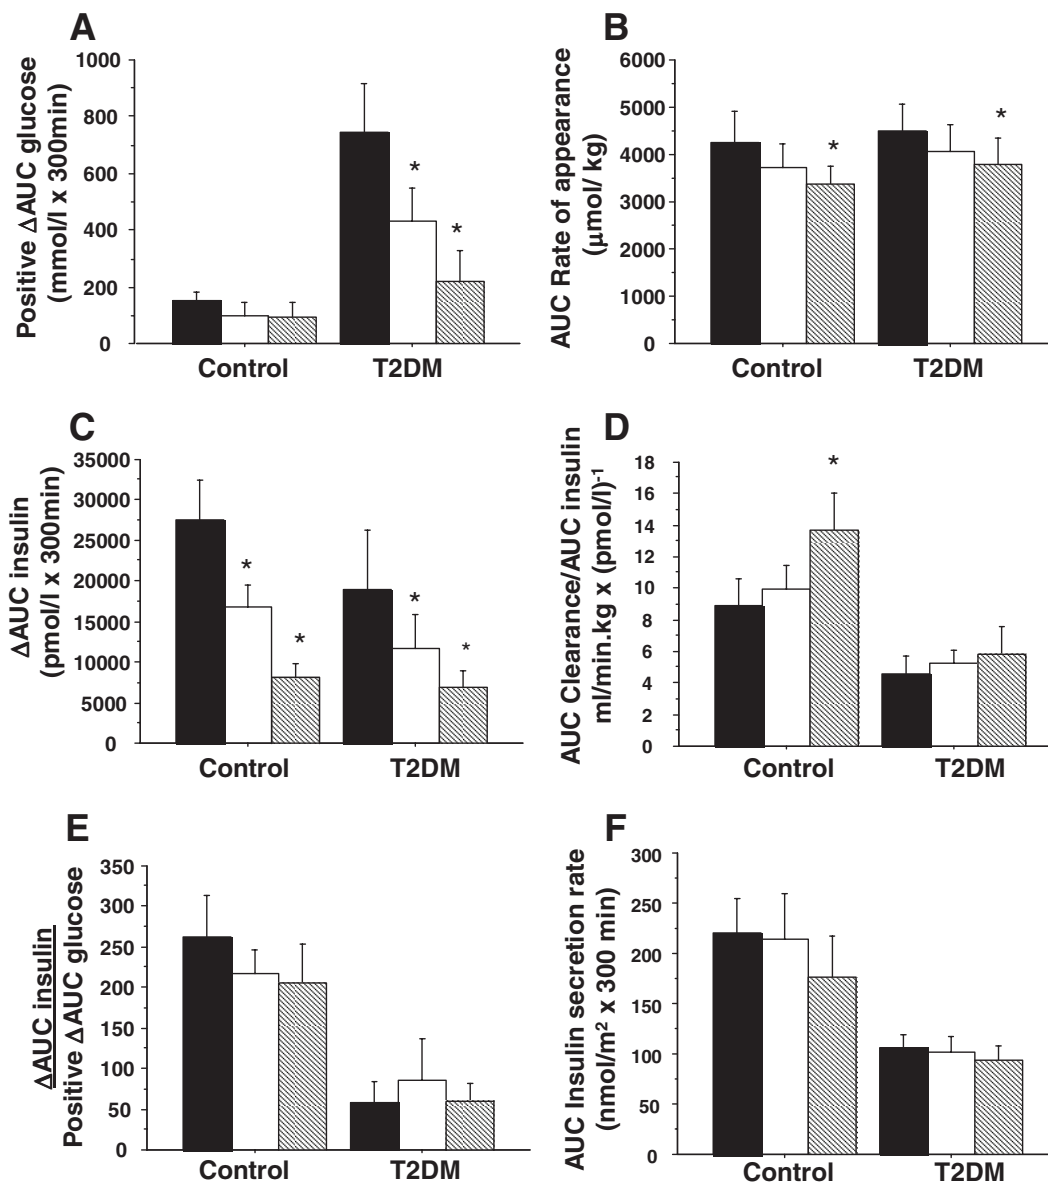 A
Positive ΔAUC glucose
(mmol/l x 300min)
1000
800
600
400
200
0
*
*
Control
T2DM
B
AUC Rate of appearance
(μmol/ kg)
6000
5000
4000
3000
2000
1000
0
*
*
Control
T2DM
C
ΔAUC insulin
(pmol/l x 300min)
35000
30000
25000
20000
15000
10000
5000
0
*
*
*
*
Control
T2DM
D
AUC Clearance/AUC insulin
ml/min.kg x (pmol/l)⁻¹
18
16
14
12
10
8
6
4
2
0
*
Control
T2DM
E
ΔAUC insulin
Positive ΔAUC glucose
350
300
250
200
150
100
50
0
Control
T2DM
F
AUC Insulin secretion rate
(nmol/m² x 300 min)
300
250
200
150
100
50
0
Control
T2DM